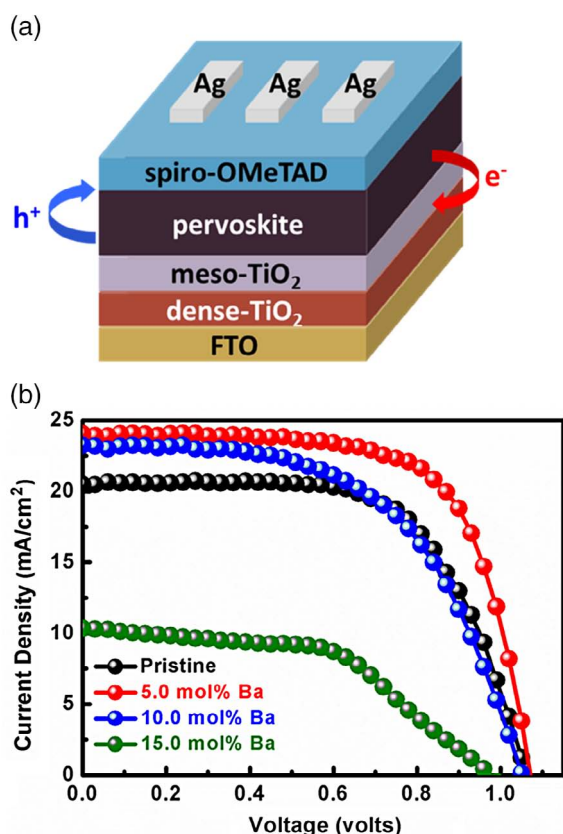 (a)
Ag Ag Ag
spiro-OMeTAD
h⁺
e⁻
pervoskite
meso-TiO₂
dense-TiO₂
FTO
(b)
25
20
15
10
5
0
Current Density (mA/cm²)
Pristine
5.0 mol% Ba
10.0 mol% Ba
15.0 mol% Ba
0.0 0.2 0.4 0.6 0.8 1.0
Voltage (volts)